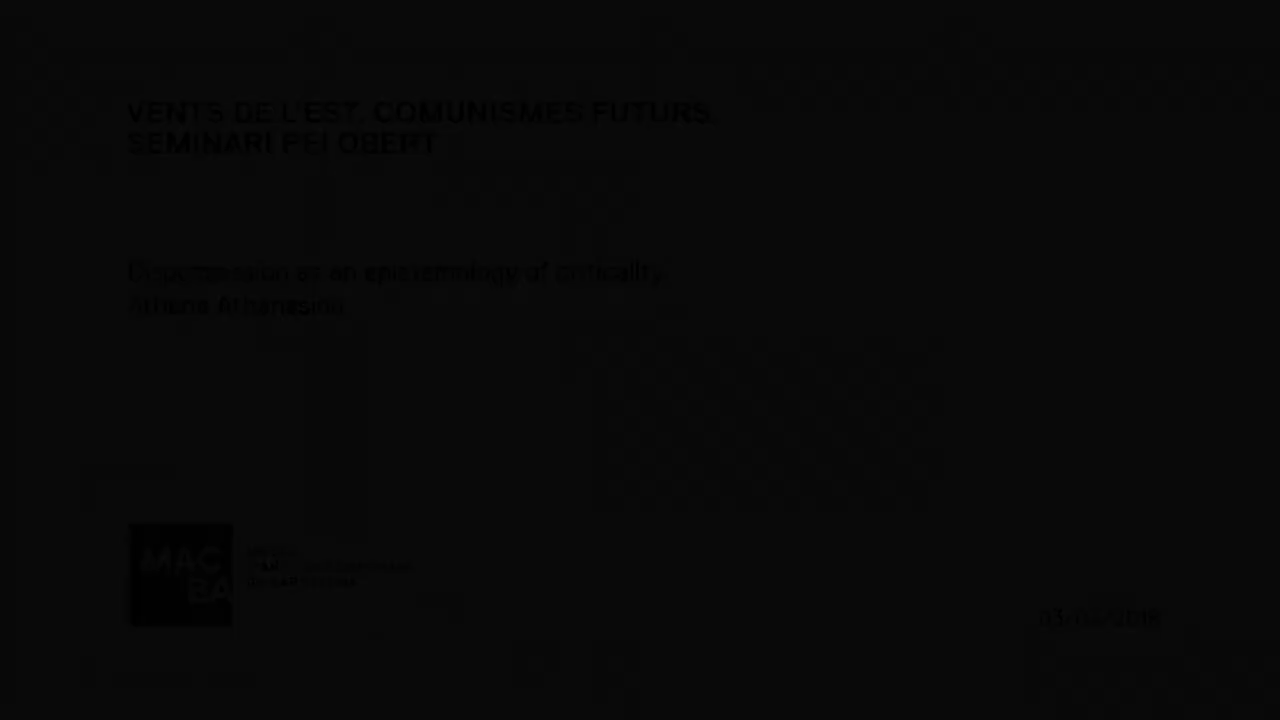 VENTS DE L'EST. COMUNISMES FUTURS.
SEMINARI PEI OBERT
Dispossession as an epistemology of criticality
Athena Athanasiou
MAC
BA